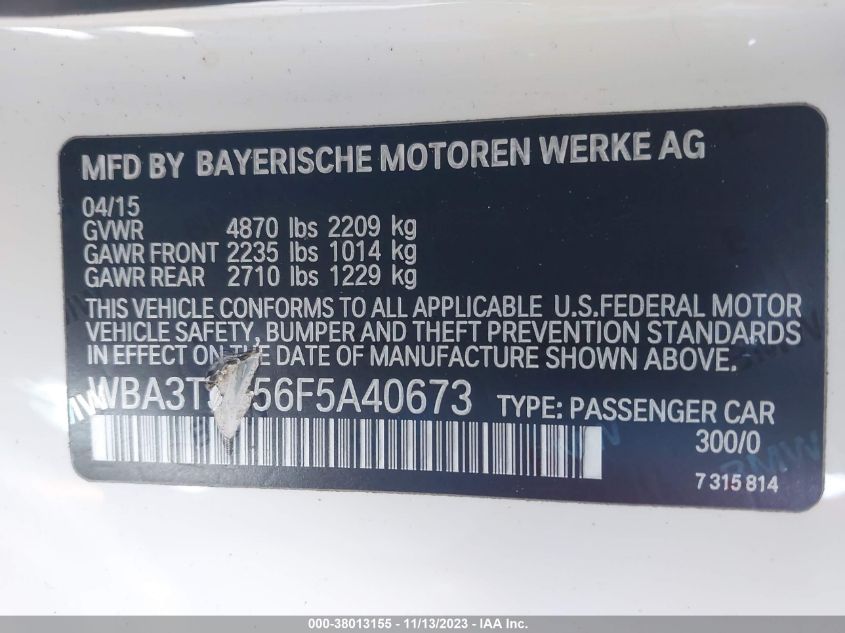 MFD BY BAYERISCHE MOTOREN WERKE AG
04/15
GVWR 4870 lbs 2209 kg
GAWR FRONT 2235 lbs 1014 kg
GAWR REAR 2710 lbs 1229 kg
THIS VEHICLE CONFORMS TO ALL APPLICABLE U.S.FEDERAL MOTOR
VEHICLE SAFETY, BUMPER AND THEFT PREVENTION STANDARDS
IN EFFECT ON THE DATE OF MANUFACTURE SHOWN ABOVE.
TYPE: PASSENGER CAR
300/0
7 315 814
000-38013155 - 11/13/2023 - IAAI Inc.